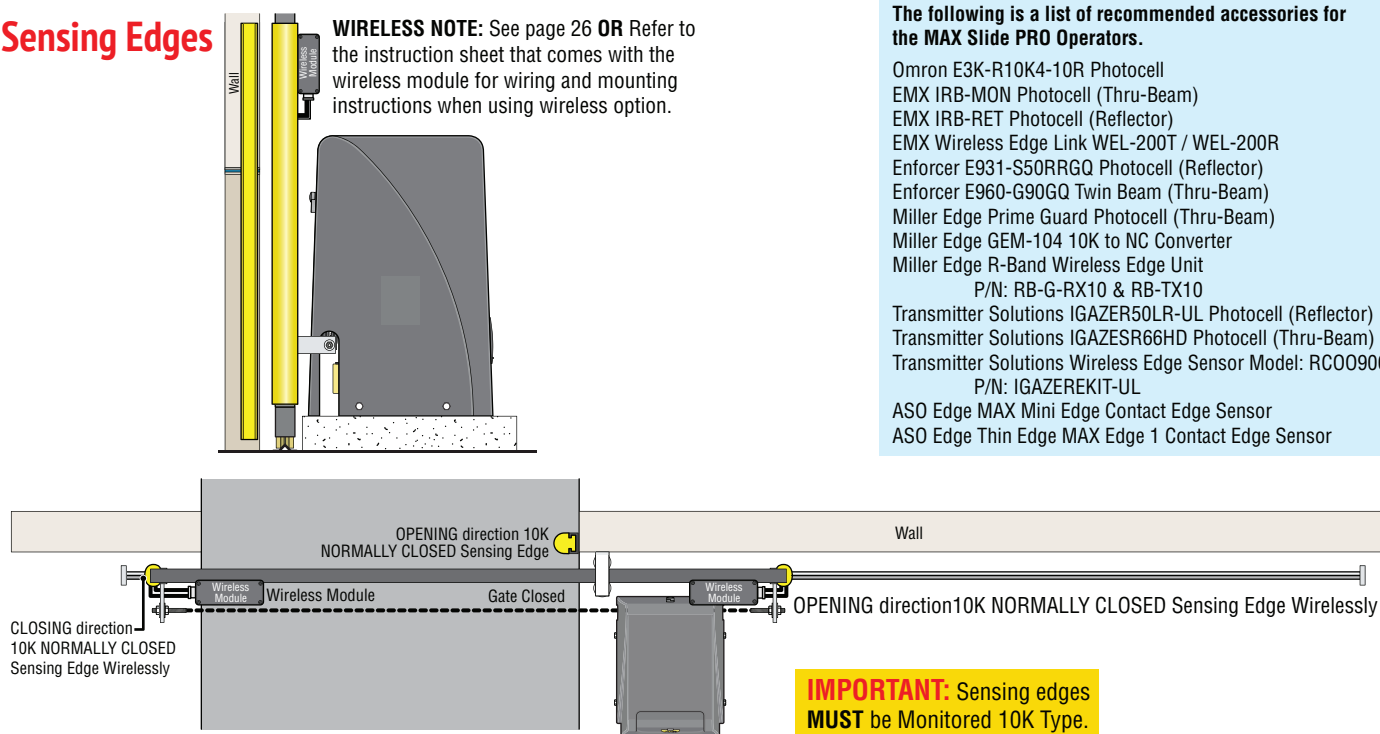 Sensing Edges
Wall
Wireless
Module
WIRELESS NOTE: See page 26 OR Refer to
the instruction sheet that comes with the
wireless module for wiring and mounting
instructions when using wireless option.
The following is a list of recommended accessories for
the MAX Slide PRO Operators.
Omron E3K-R10K4-10R Photocell
EMX IRB-MON Photocell (Thru-Beam)
EMX IRB-RET Photocell (Reflector)
EMX Wireless Edge Link WEL-200T / WEL-200R
Enforcer E931-S50RRGQ Photocell (Reflector)
Enforcer E960-G90GQ Twin Beam (Thru-Beam)
Miller Edge Prime Guard Photocell (Thru-Beam)
Miller Edge GEM-104 10K to NC Converter
Miller Edge R-Band Wireless Edge Unit
P/N: RB-G-RX10 & RB-TX10
Transmitter Solutions IGAZER50LR-UL Photocell (Reflector)
Transmitter Solutions IGAZESR66HD Photocell (Thru-Beam)
Transmitter Solutions Wireless Edge Sensor Model:
P/N: IGAZEREKIT-UL
ASO Edge MAX Mini Edge Contact Edge Sensor
ASO Edge Thin Edge MAX Edge 1 Contact Edge Sensor
OPENING direction 10K
NORMALLY CLOSED Sensing Edge
Wall
Wireless
Module
Wireless Module
Gate Closed
Wireless
Module
OPENING direction10K NORMALLY CLOSED Sensing Edge Wirelessly
CLOSING direction
10K NORMALLY CLOSED
Sensing Edge Wirelessly
IMPORTANT: Sensing edges
MUST be Monitored 10K Type.